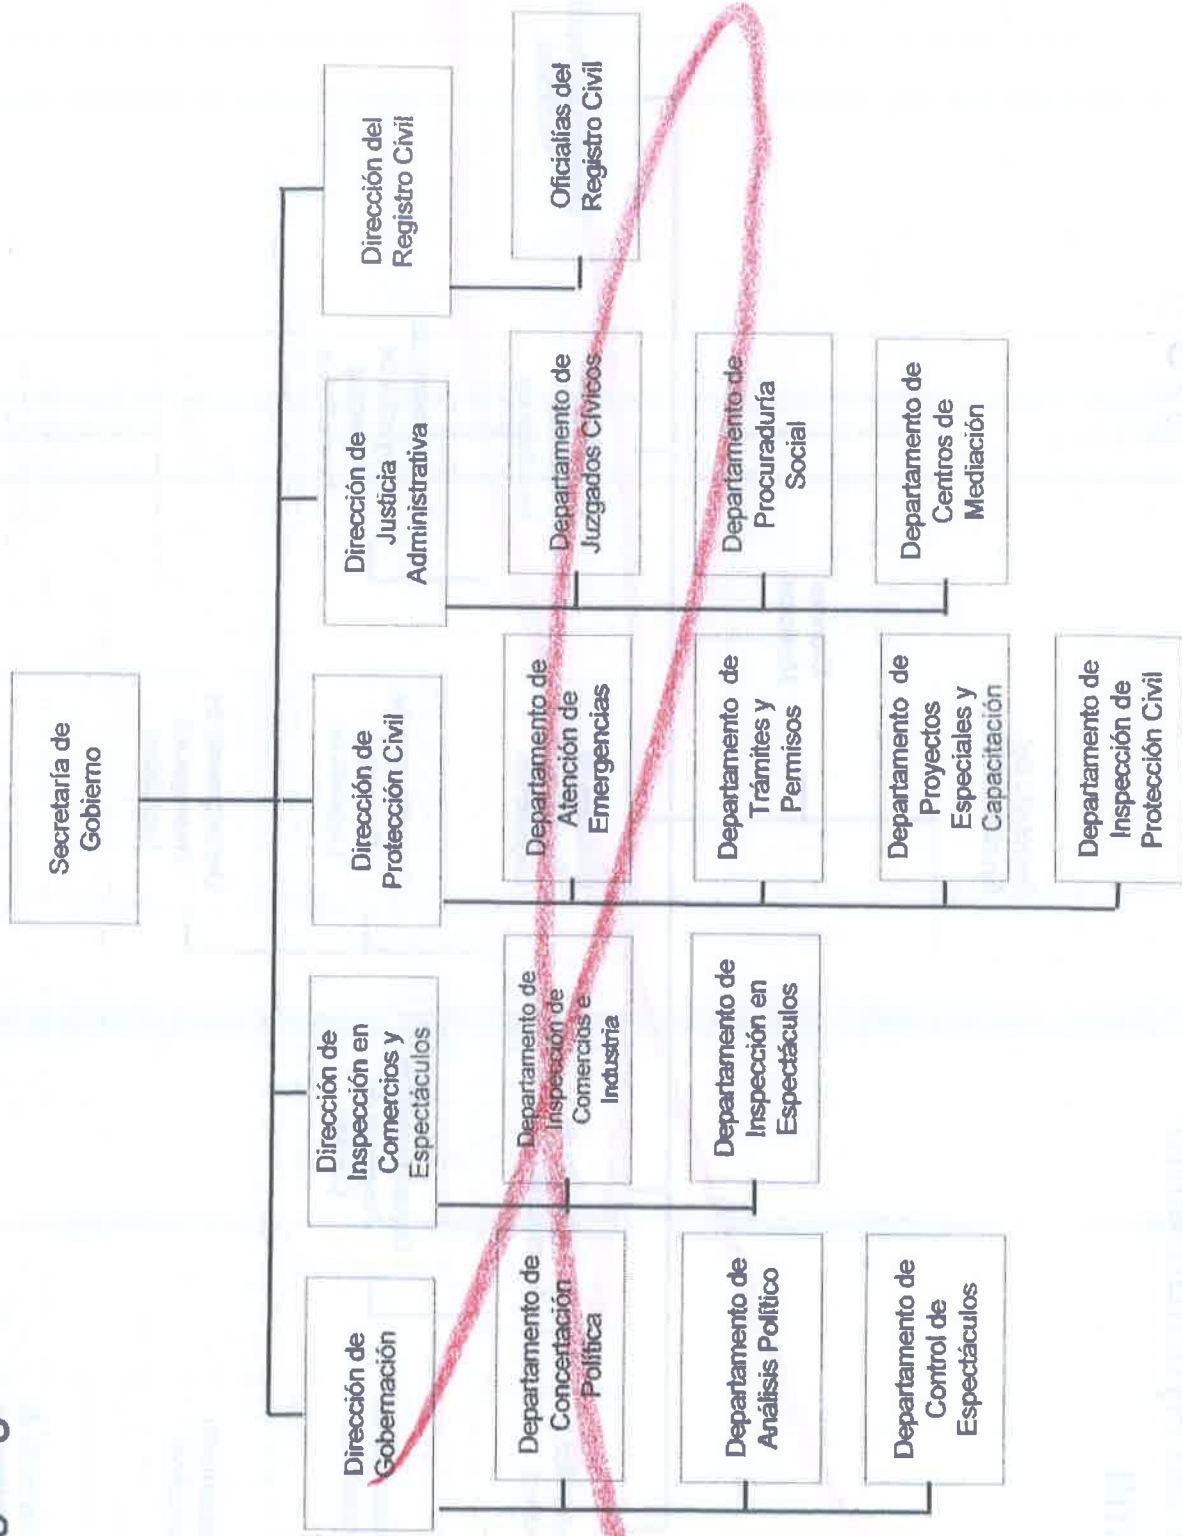 Secretaría de
Gobierno
Dirección de
Gobernación
Dirección de
Inspección en
Comercios y
Espectáculos
Dirección de
Protección Civil
Dirección de
Justicia
Administrativa
Dirección del
Registro Civil
Departamento de
Concertación
Política
Departamento de
Análisis Político
Departamento de
Control de
Espectáculos
Departamento de
Inspección de
Comercios e
Industria
Departamento de
Inspección en
Espectáculos
Departamento de
Atención de
Emergencias
Departamento de
Trámites y
Permisos
Departamento de
Proyectos
Especiales y
Capacitación
Departamento de
Inspección de
Protección Civil
Departamento de
Juzgados Cívicos
Departamento de
Procuraduría
Social
Departamento de
Centros de
Mediación
Oficialías del
Registro Civil